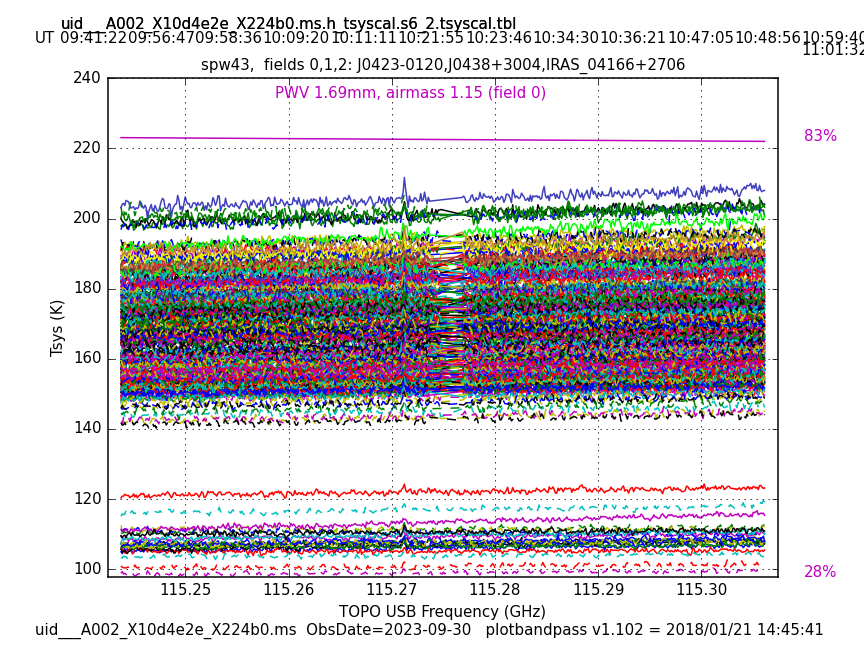 uid___A002_X10d4e2e_X224b0.ms.h_tsyscal.s6_2.tsyscal.tbl
UT 09:41:22 09:56:47 09:58:36 10:09:20 10:11:11 10:21:55 10:23:46 10:34:30 10:36:21 10:47:05 10:48:56 10:59:40
11:01:32
spw43, fields 0,1,2: J0423-0120,J0438+3004,IRAS_04166+2706
240
PWV 1.69mm, airmass 1.15 (field 0)
83%
220
200
180
Tsys (K)
160
140
120
100
28%
115.25 115.26 115.27 115.28 115.29 115.30
TOPO USB Frequency (GHz)
uid___A002_X10d4e2e_X224b0.ms ObsDate=2023-09-30 plotbandpass v1.102 = 2018/01/21 14:45:41